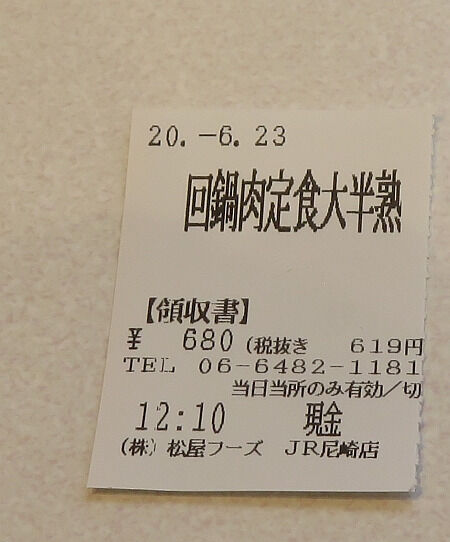 20.-6.23
回鍋肉定食大半熟
【領収書】
¥ 680 (税抜き 619円
TEL 06-6482-1181
当日当所のみ有効/切
12:10 現金
(株) 松屋フーズ JR尼崎店